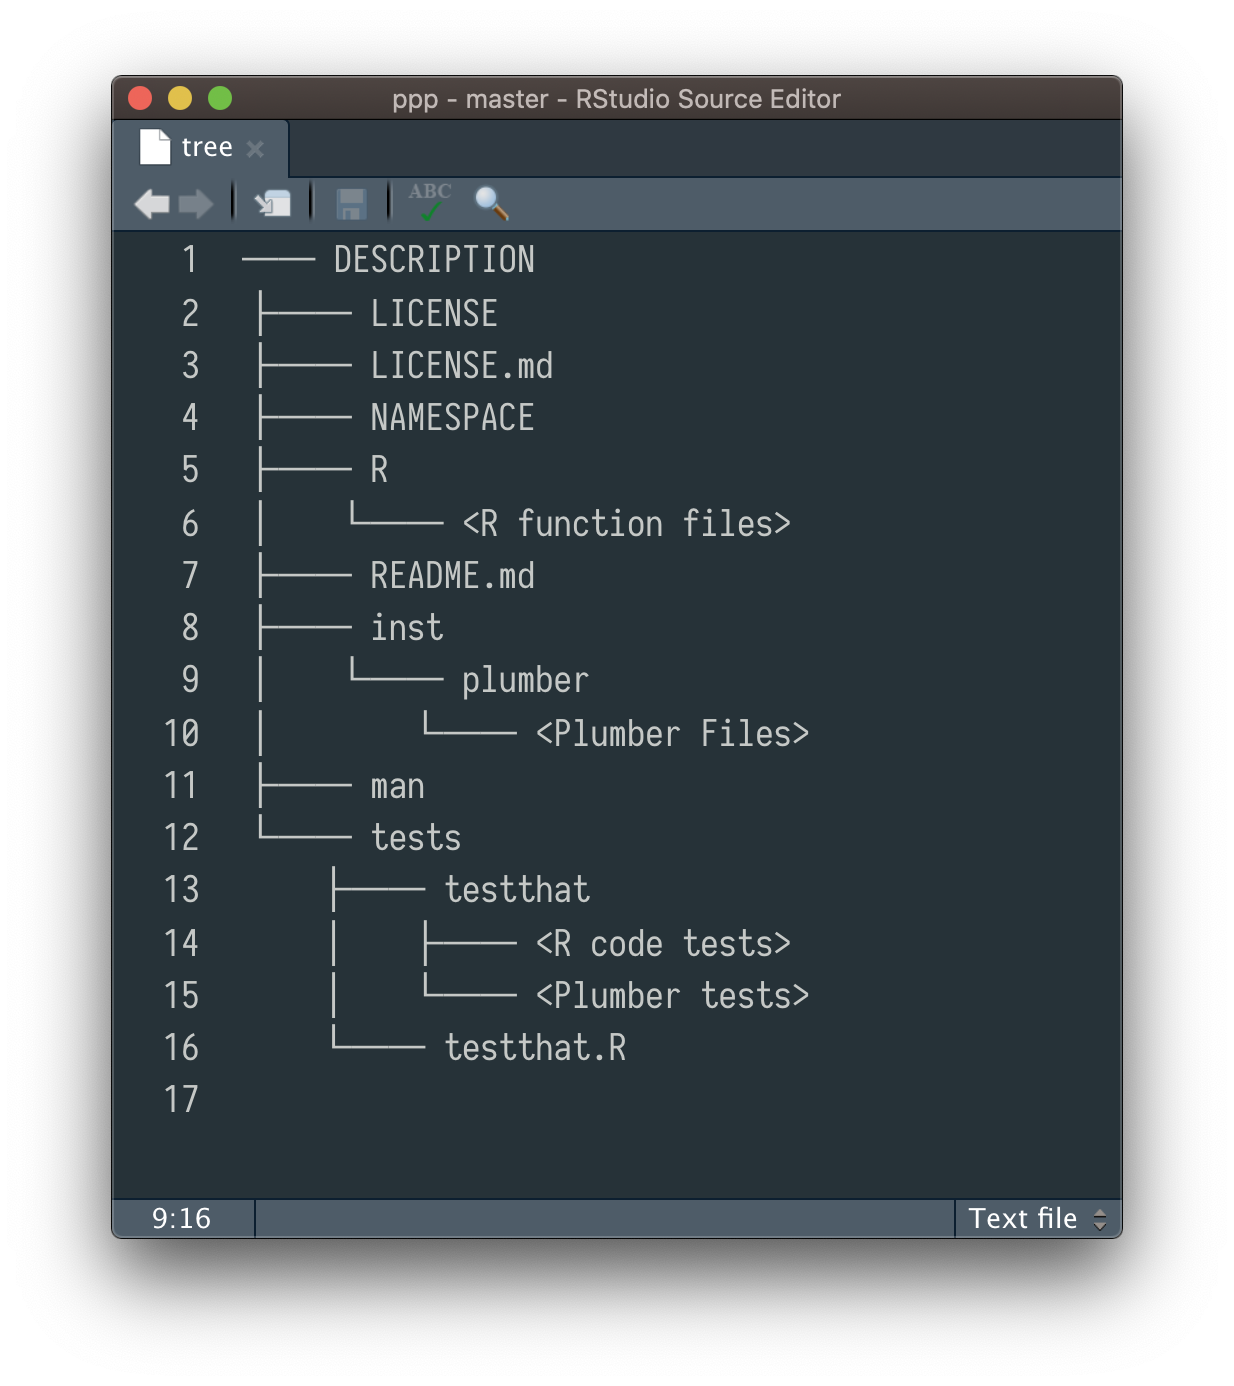 ppp - master - RStudio Source Editor
tree
ABC
1 ──── DESCRIPTION
2 ├───── LICENSE
3 ├───── LICENSE.md
4 ├───── NAMESPACE
5 ├───── R
6 │    └───── <R function files>
7 ├───── README.md
8 ├───── inst
9 │    └───── plumber
10 │        └───── <Plumber Files>
11 ├───── man
12 └───── tests
13     ├───── testthat
14     │    ├───── <R code tests>
15     │    └───── <Plumber tests>
16     └───── testthat.R
17
9:16 Text file